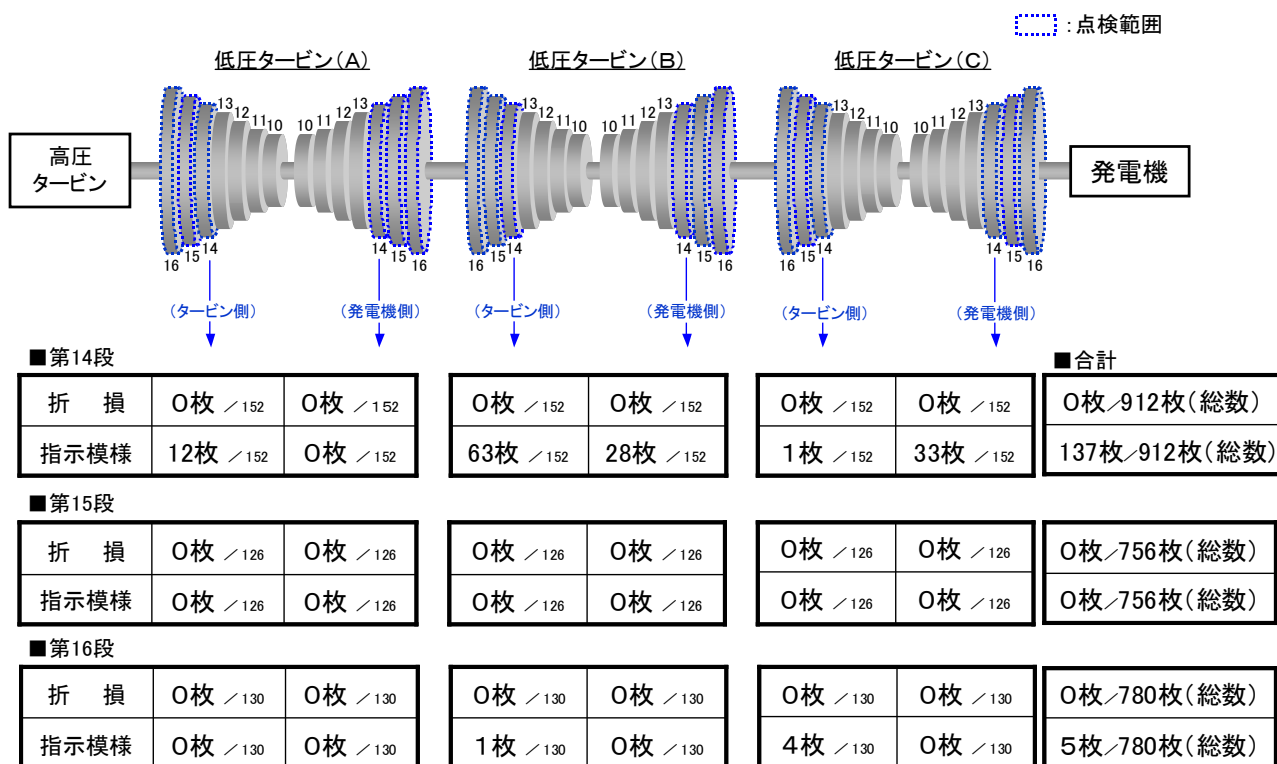 ：点検範囲
低圧タービン（A） 低圧タービン（B） 低圧タービン（C）
高圧
タービン
発電機
13 12 11 10 10 11 12 13
13 12 11 10 10 11 12 13
13 12 11 10 10 11 12 13
16 15 14 14 15 16
16 15 14 14 15 16
16 15 14 14 15 16
（タービン側） （発電機側） （タービン側） （発電機側） （タービン側） （発電機側）
■第14段 ■合計
折 損 0枚 ／152 0枚 ／152 0枚 ／152 0枚 ／152 0枚 ／152 0枚 ／152 0枚／912枚（総数）
指示模様 12枚 ／152 0枚 ／152 63枚 ／152 28枚 ／152 1枚 ／152 33枚 ／152 137枚／912枚（総数）
■第15段
折 損 0枚 ／126 0枚 ／126 0枚 ／126 0枚 ／126 0枚 ／126 0枚 ／126 0枚／756枚（総数）
指示模様 0枚 ／126 0枚 ／126 0枚 ／126 0枚 ／126 0枚 ／126 0枚 ／126 0枚／756枚（総数）
■第16段
折 損 0枚 ／130 0枚 ／130 0枚 ／130 0枚 ／130 0枚 ／130 0枚 ／130 0枚／780枚（総数）
指示模様 0枚 ／130 0枚 ／130 1枚 ／130 0枚 ／130 4枚 ／130 0枚 ／130 5枚／780枚（総数）